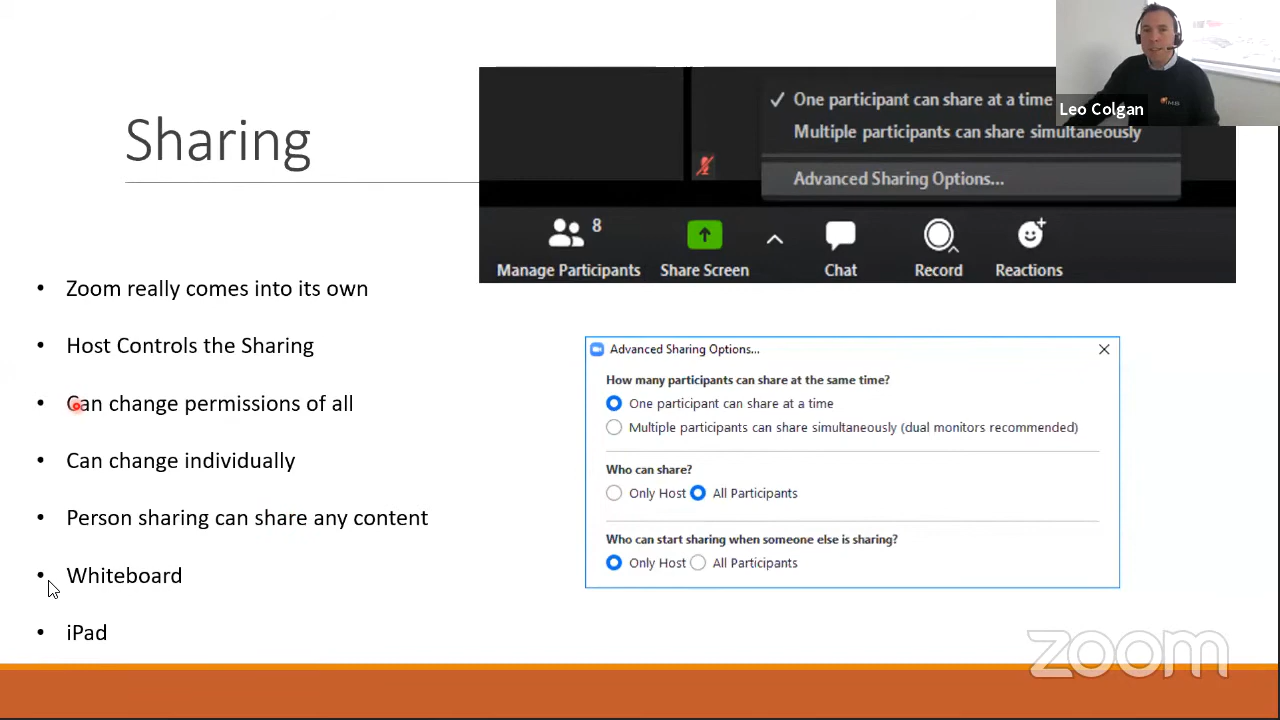 Sharing
Leo Colgan
One participant can share at a time
Multiple participants can share simultaneously
Advanced Sharing Options...
8
Manage Participants
Share Screen
Chat
Record
Reactions
• Zoom really comes into its own
• Host Controls the Sharing
• Can change permissions of all
• Can change individually
• Person sharing can share any content
• Whiteboard
• iPad
Advanced Sharing Options...
How many participants can share at the same time?
One participant can share at a time
Multiple participants can share simultaneously (dual monitors recommended)
Who can share?
Only Host All Participants
Who can start sharing when someone else is sharing?
Only Host All Participants
zoom